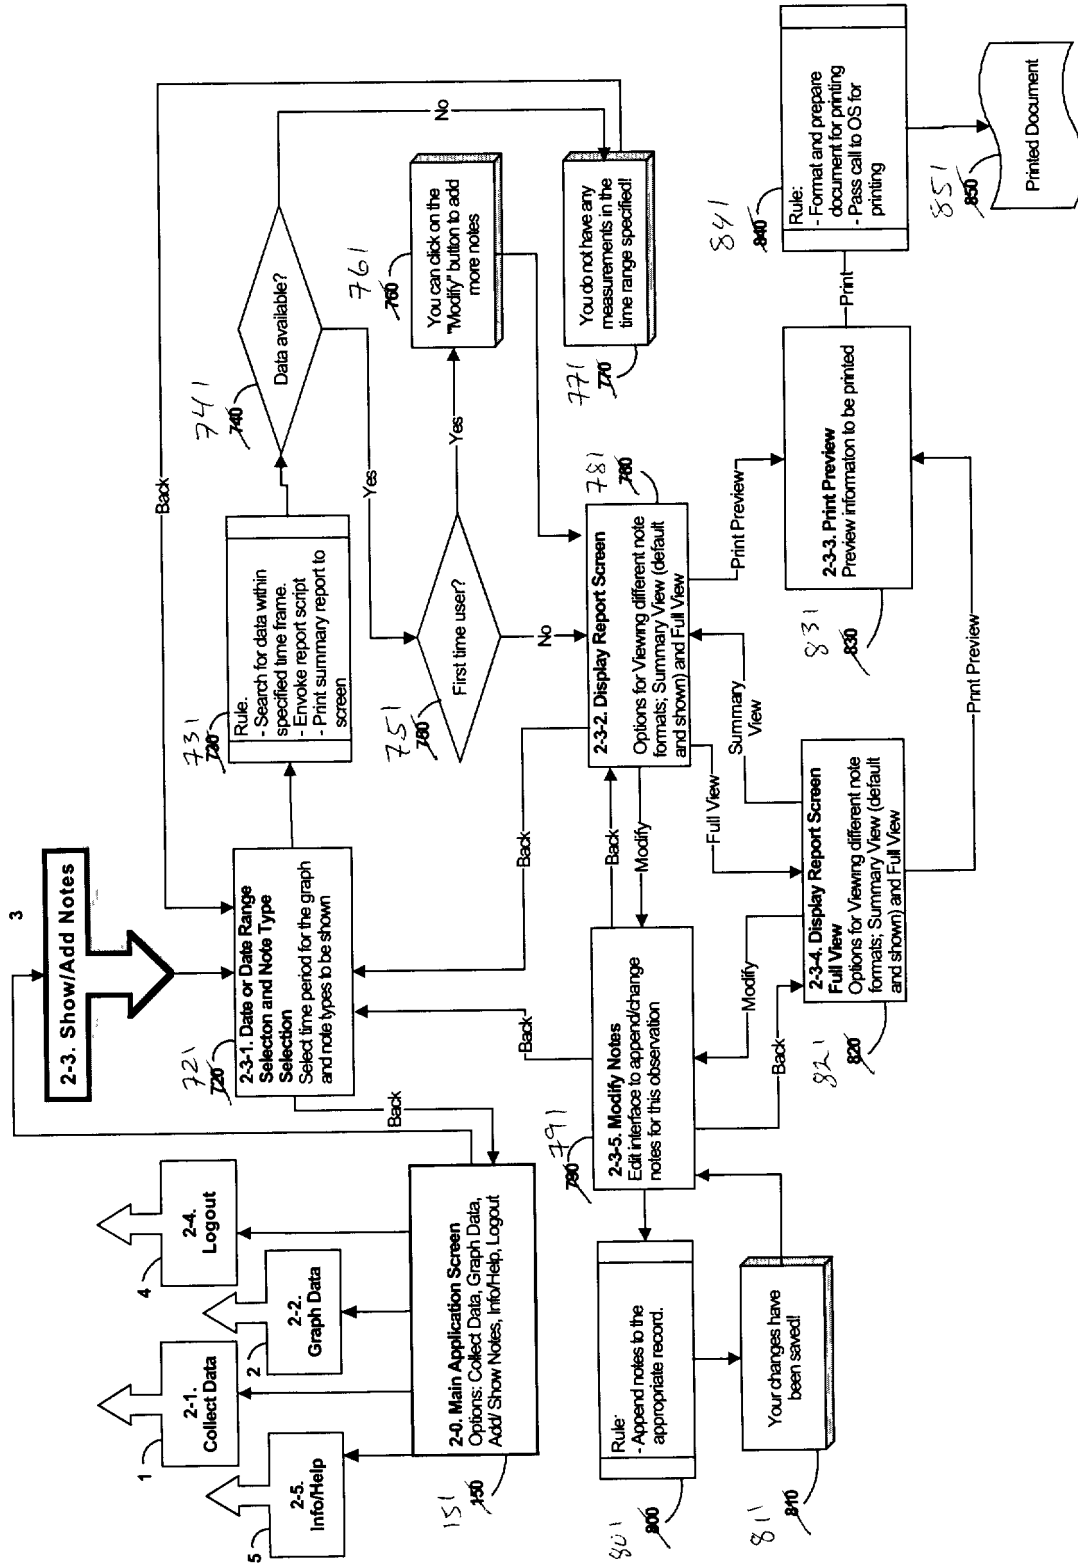 3
2-3. Show/Add Notes
4
2-4.
Logout
2
2-2.
Graph Data
1
2-1.
Collect Data
5
2-5.
Info/Help
2-0. Main Application Screen
Options: Collect Data, Graph Data,
Add/ Show Notes, Info/Help, Logout
151
150
Back
721
720
2-3-1. Date or Date Range
Selecton and Note Type
Selection
Select time period for the graph
and note types to be shown
731
730
Rule.
- Search for data within
specified time frame.
- Envoke report script
- Print summary report to
screen
Back
741
740
Data available?
No
Yes
751
First time user?
Yes
No
761
760
You can click on the
"Modify" button to add
more notes
771
770
You do not have any
measurements in the
time range specified!
781
780
2-3-2. Display Report Screen
Options for Viewing different note
formats; Summary View (default
and shown) and Full View
Back
Back
Back
Modify
Full View
Summary
View
Print Preview
791
790
2-3-5. Modify Notes
Edit interface to append/change
notes for this observation
801
800
Rule:
- Append notes to the
appropriate record.
811
810
Your changes have
been saved!
Modify
Back
821
820
2-3-4. Display Report Screen
Full View
Options for Viewing different note
formats; Summary View (default
and shown) and Full View
Print Preview
831
830
2-3-3. Print Preview
Preview informaton to be printed
Print
841
840
Rule:
- Format and prepare
document for printing
- Pass call to OS for
printing
851
850
Printed Document